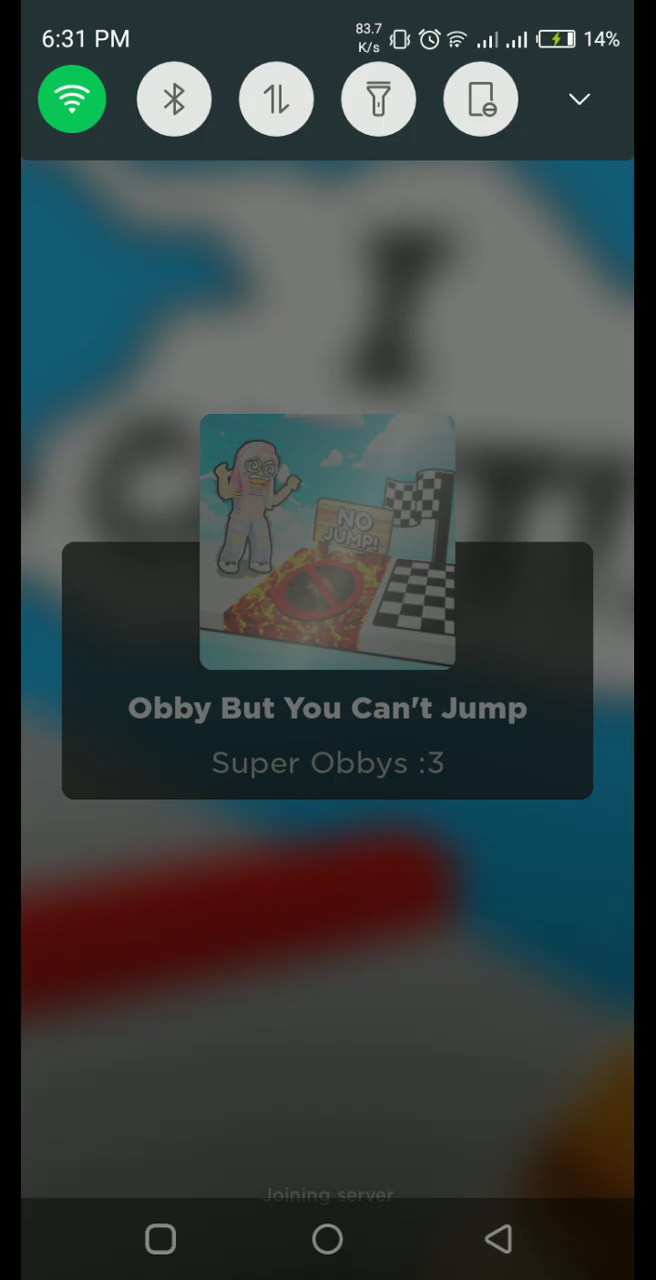 6:31 PM
83.7
K/s
14%
I
NO
JUMP!
Obby But You Can't Jump
Super Obbys :3
Joining server